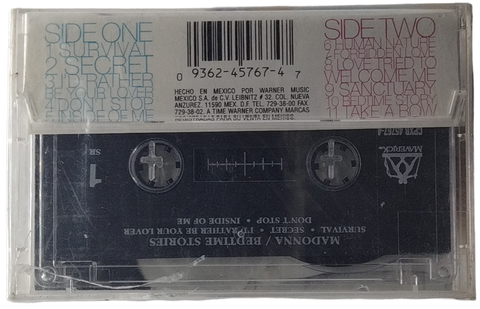 SIDE ONE
1 SURVIVAL
2 SECRET
3 I'D RATHER
BE YOUR LOVER
4 DON'T STOP
5 INSIDE OF ME
0 9362-45767-4 7
HECHO EN MEXICO POR WARNER MUSIC
MEXICO S.A. de C.V. LEIBNITZ # 32. COL. NUEVA
ANZUREZ. 11590 MEX. D.F. TEL. 729-38-00 FAX.
729-38-02. A TIME WARNER COMPANY MARCAS
SIDE TWO
6 HUMAN NATURE
8 LOVE TRIED TO
WELCOME ME
9 SANCTUARY
MAVERICK
CPXB 45767-4
1
MADONNA / BEDTIME STORIES
SURVIVAL • SECRET • I'D RATHER BE YOUR LOVER
DON'T STOP • INSIDE OF ME